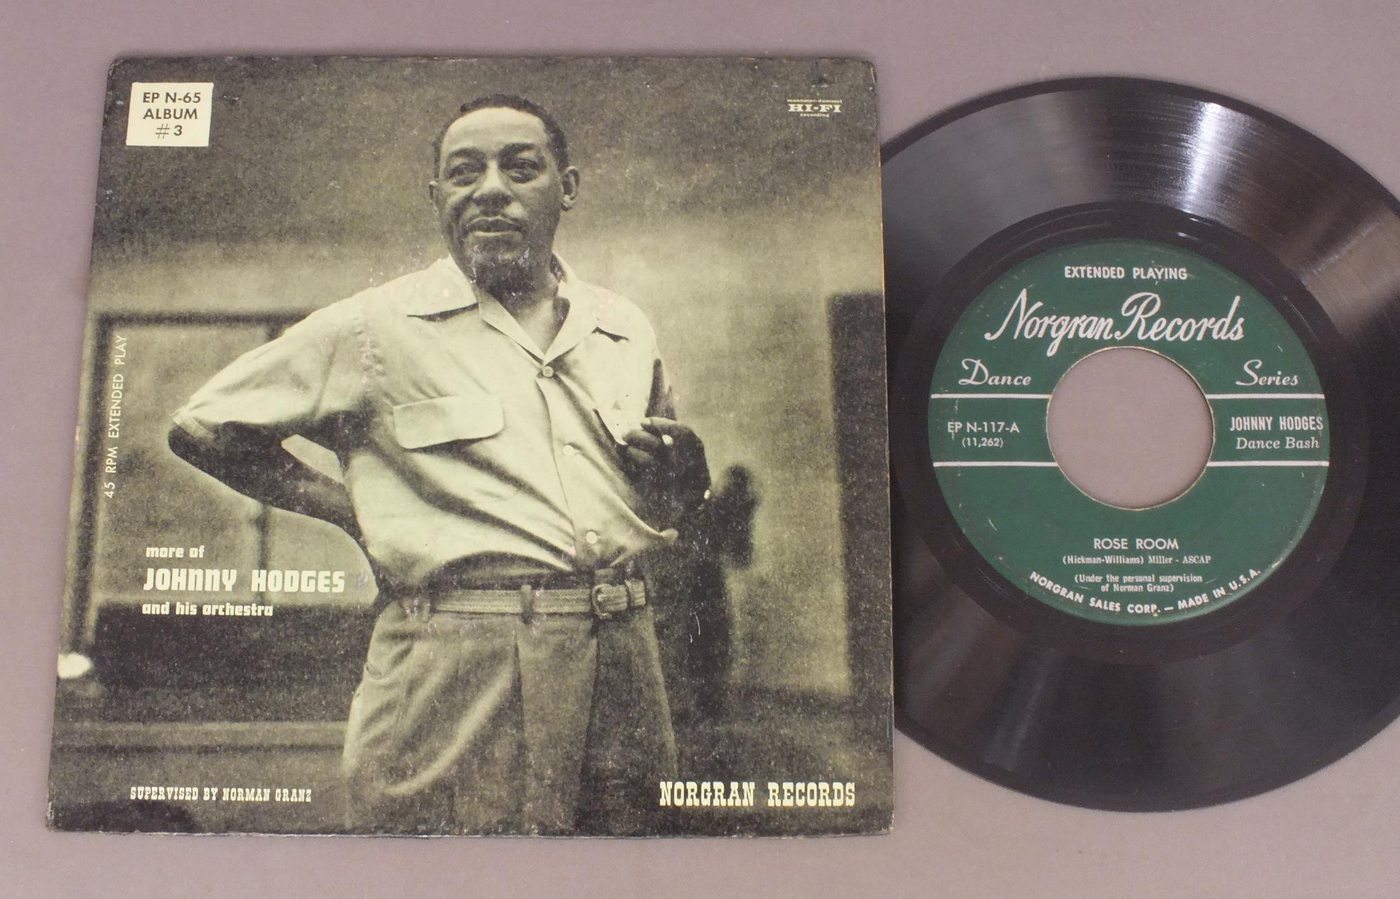 EP N-65
ALBUM
#3
HI-FI
recording
45 RPM EXTENDED PLAY
more of
JOHNNY HODGES
and his orchestra
SUPERVISED BY NORMAN GRANZ
NORGRAN RECORDS
EXTENDED PLAYING
Norgran Records
Dance Series
EP N-117-A
(11,262)
JOHNNY HODGES
Dance Bash
ROSE ROOM
(Hickman-Williams) Miller - ASCAP
(Under the personal supervision
of Norman Granz)
NORGRAN SALES CORP. — MADE IN U.S.A.